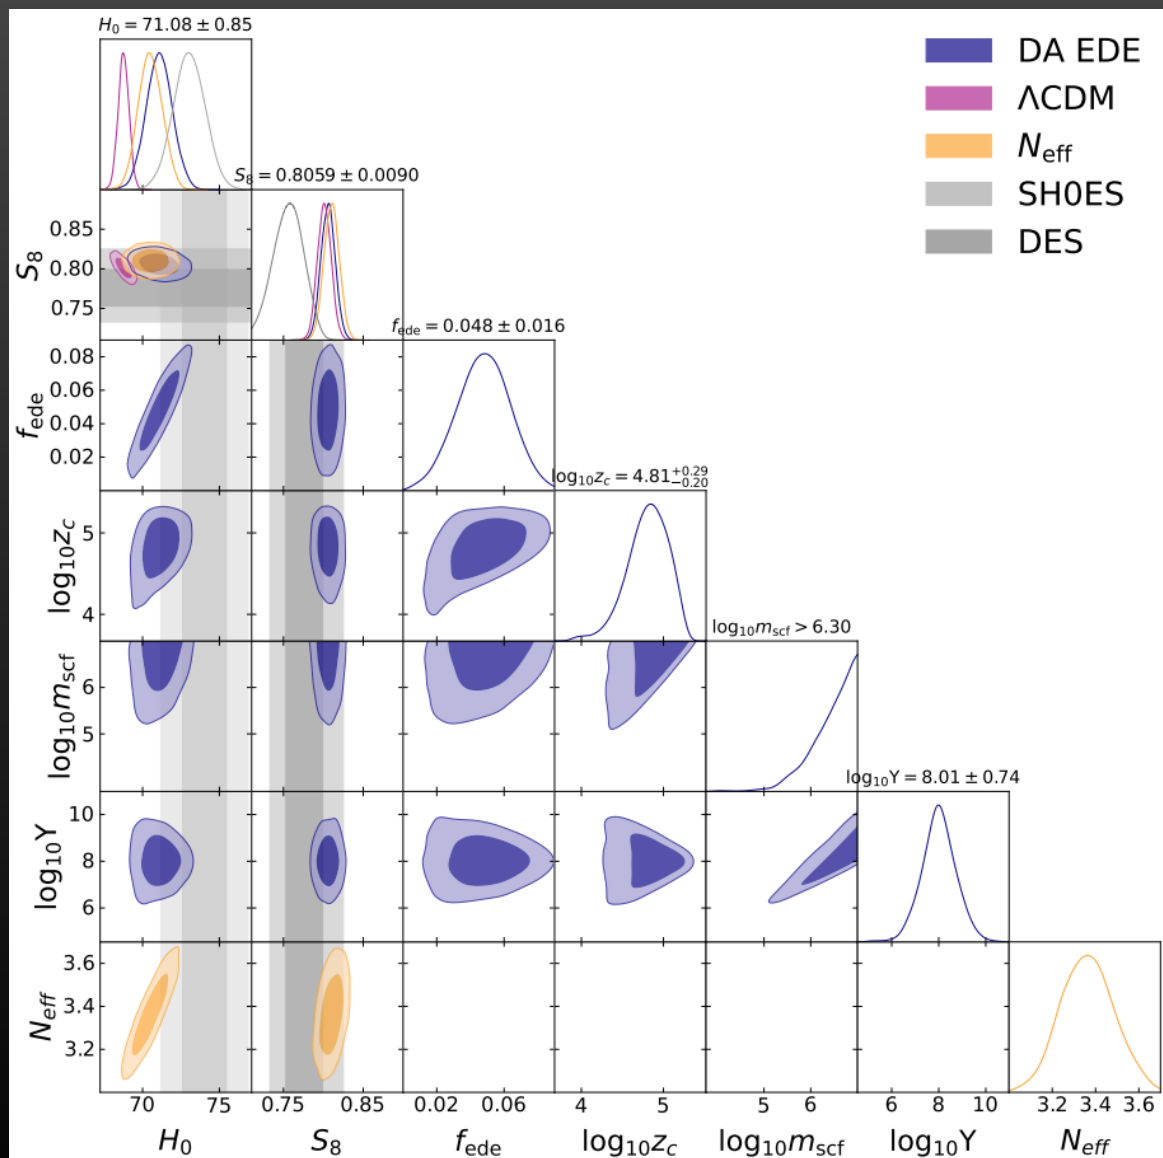 H₀ = 71.08 ± 0.85
DA EDE
ΛCDM
N_eff
SH0ES
DES
S₈ = 0.8059 ± 0.0090
S₈
0.85
0.80
0.75
f_ede = 0.048 ± 0.016
f_ede
0.08
0.06
0.04
0.02
log₁₀z_c = 4.81^{+0.29}_{−0.20}
log₁₀z_c
5
4
log₁₀m_scf > 6.30
log₁₀m_scf
6
5
log₁₀Y = 8.01 ± 0.74
log₁₀Y
10
8
6
N_eff
3.6
3.4
3.2
70 75 0.75 0.85 0.02 0.06 4 5 5 6 6 8 10 3.2 3.4 3.6
H₀ S₈ f_ede log₁₀z_c log₁₀m_scf log₁₀Y N_eff